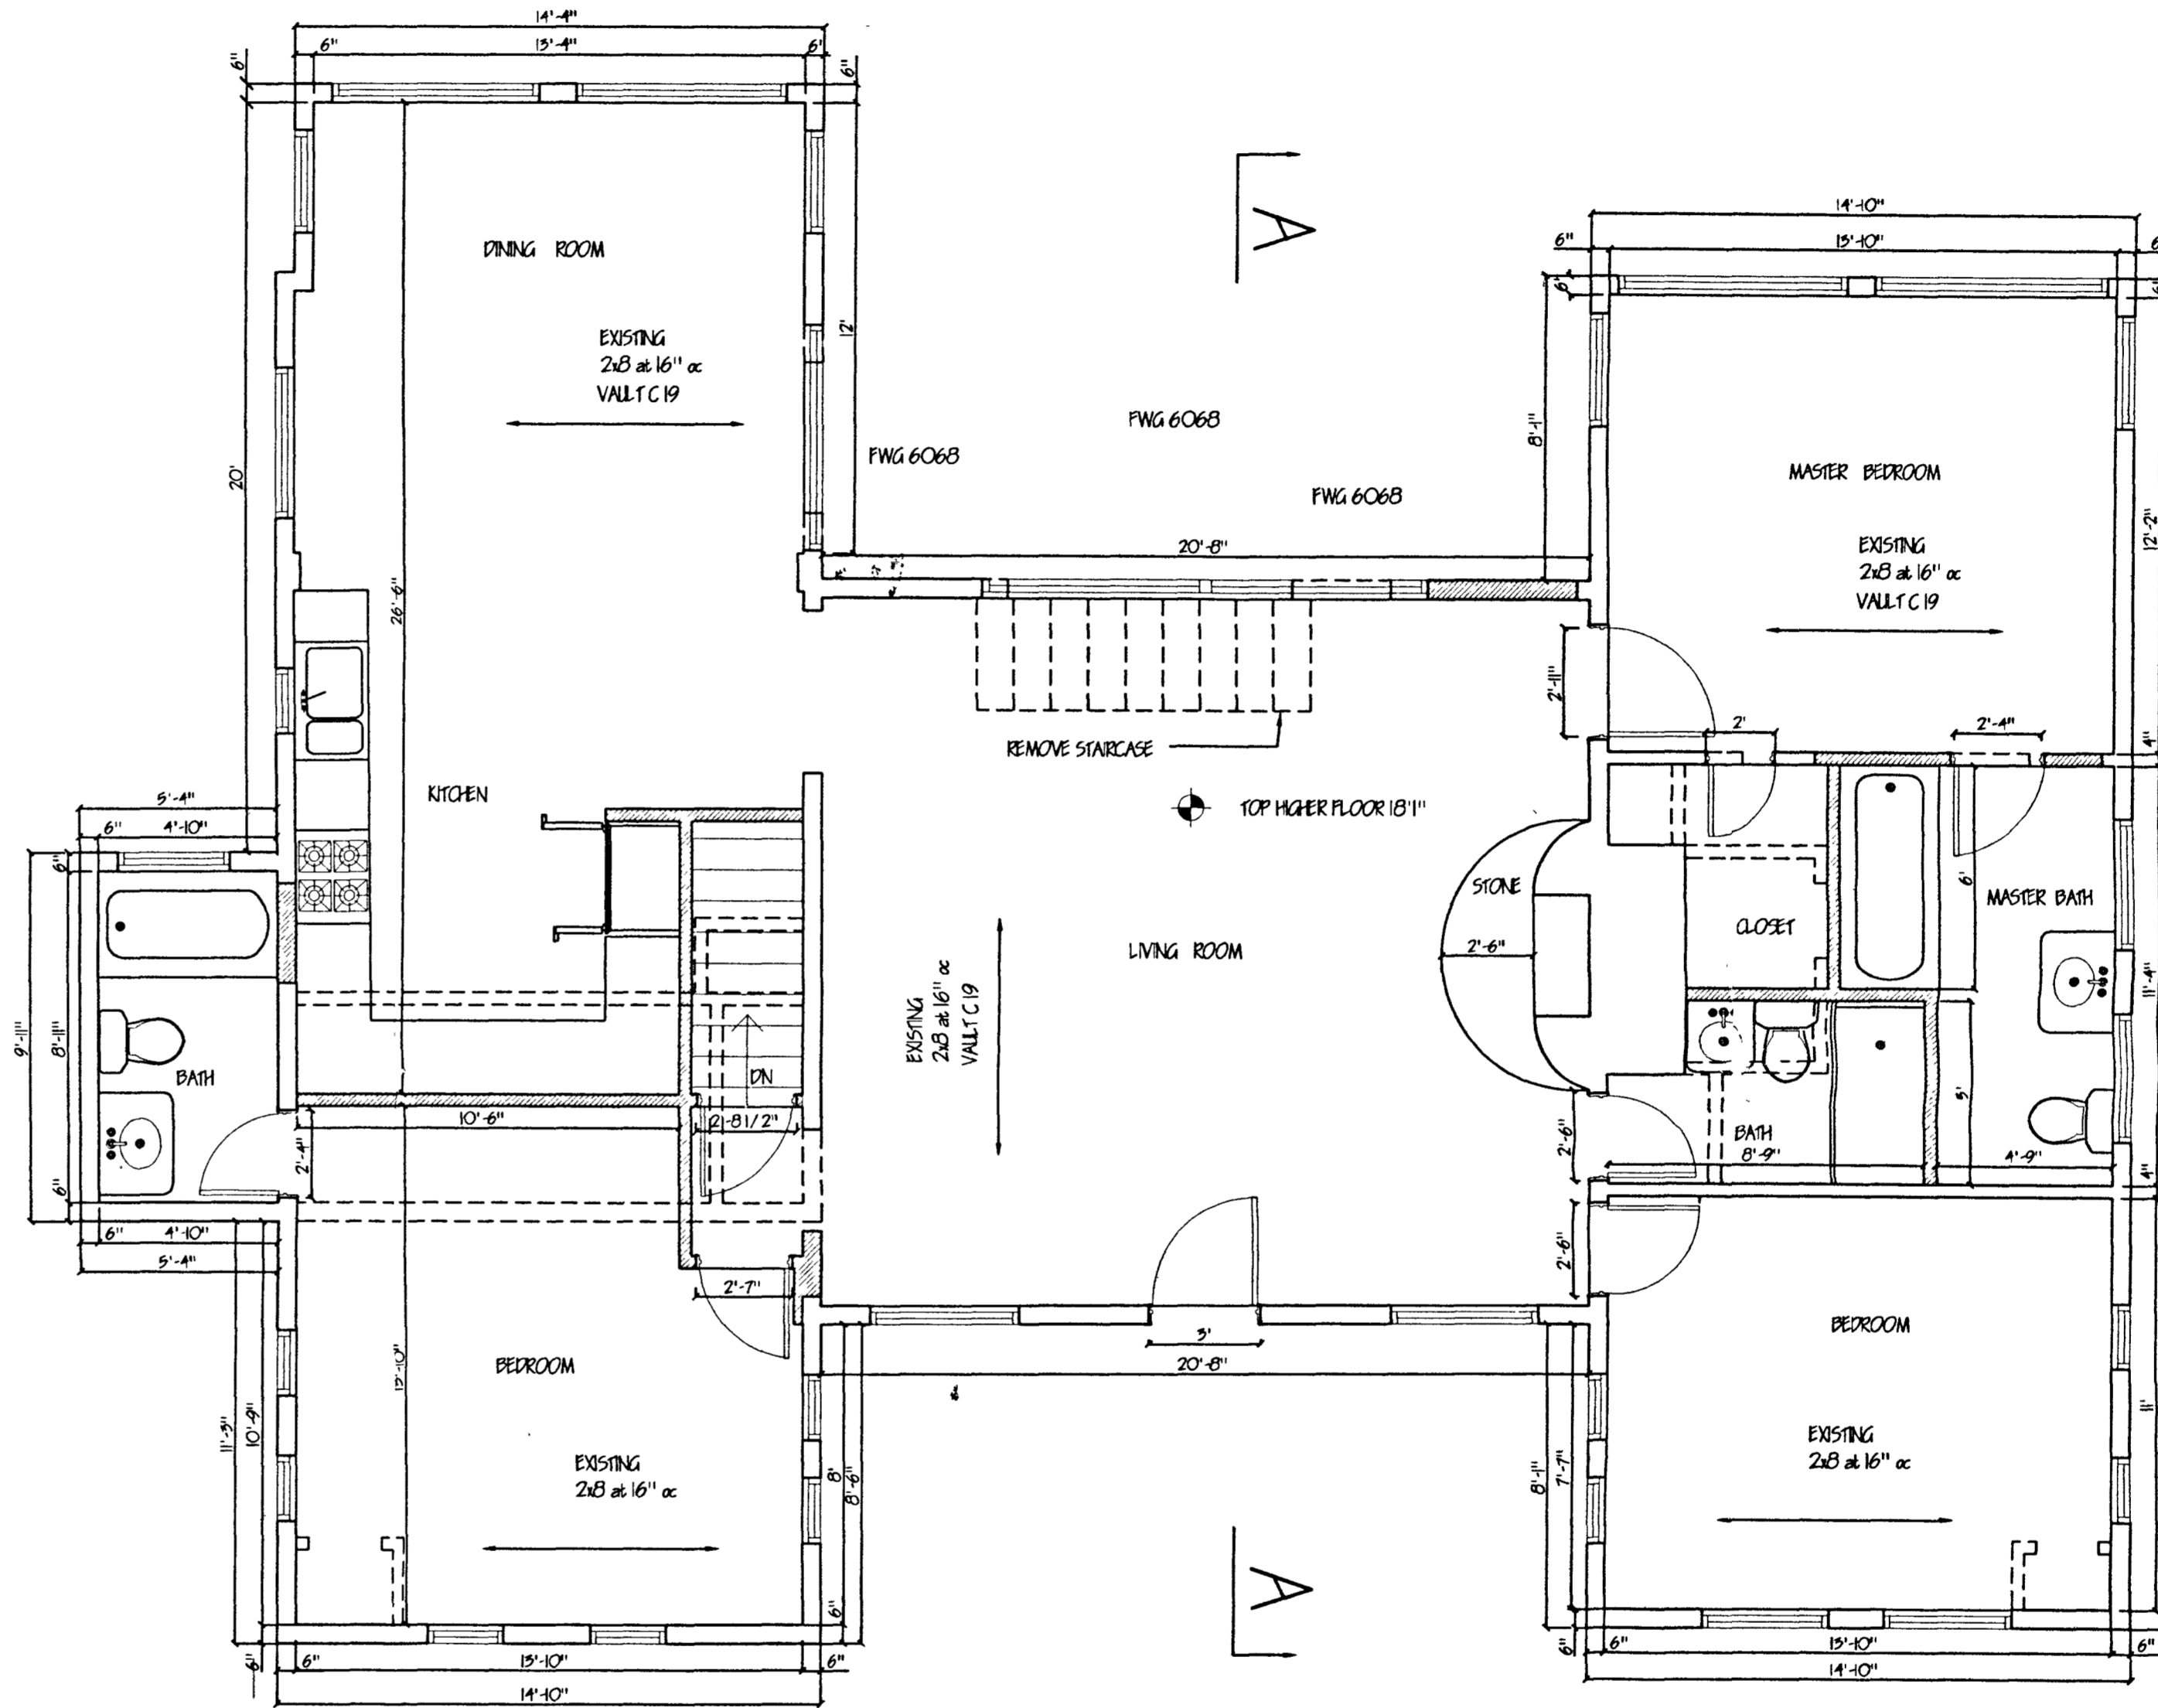 14'-4"
6"
13'-4"
6'
6"
6"
DINING ROOM
EXISTING
2x8 at 16" oc
VAULT C19
20'
26'-6"
12'
A
FWG 6068
FWG 6068
FWG 6068
20'-8"
14'-10"
6"
13'-10"
6"
8'-1"
MASTER BEDROOM
EXISTING
2x8 at 16" oc
VAULT C19
12'-2"
2'-11"
2'
2'-4"
4"
REMOVE STAIRCASE
TOP HIGHER FLOOR 18'1"
KITCHEN
5'-4"
6"
4'-10"
6"
9'-11"
8'-11"
6"
BATH
6"
4'-10"
5'-4"
STONE
2'-6"
LIVING ROOM
EXISTING
2x8 at 16" oc
VAULT C19
CLOSET
6'
MASTER BATH
11'-4"
DN
10'-6"
2'-8 1/2"
2'-4"
2'-7"
2'-6"
BATH
8'-9"
5'
4'-9"
4"
2'-6"
3'
20'-8"
BEDROOM
EXISTING
2x8 at 16" oc
11'-3"
10'-9"
13'-10"
8'
8'-6"
6"
6"
6"
13'-10"
6"
14'-10"
A
BEDROOM
EXISTING
2x8 at 16" oc
8'-1"
7'-7"
11'
6"
6"
13'-10"
6"
14'-10"